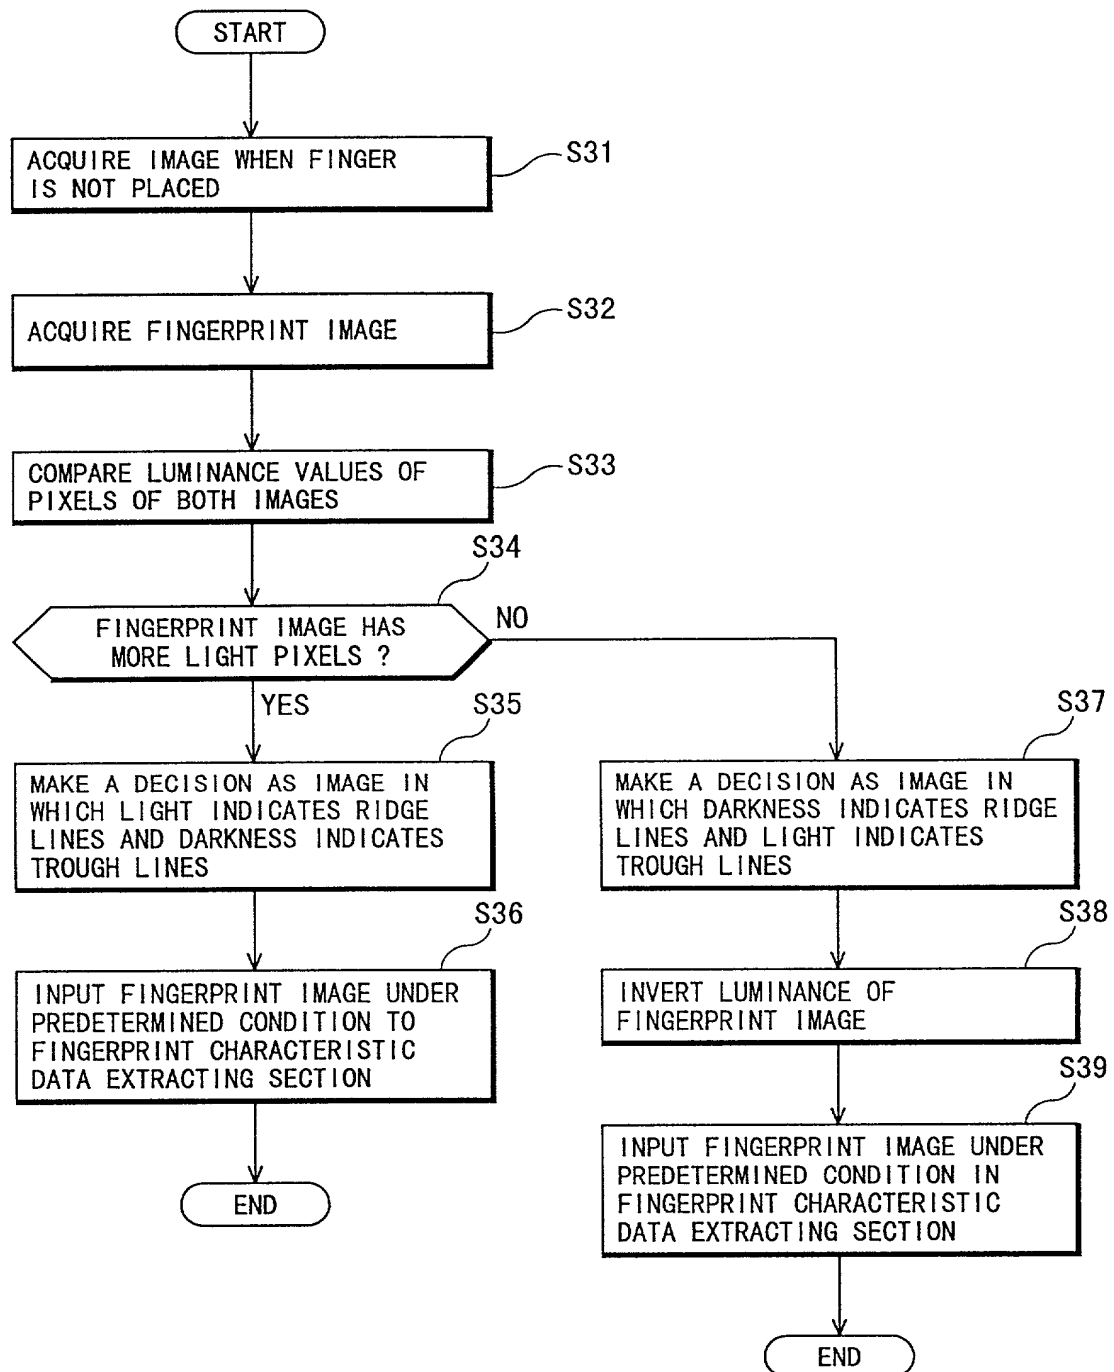 START
ACQUIRE IMAGE WHEN FINGER
IS NOT PLACED
S31
ACQUIRE FINGERPRINT IMAGE
S32
COMPARE LUMINANCE VALUES OF
PIXELS OF BOTH IMAGES
S33
S34
FINGERPRINT IMAGE HAS
MORE LIGHT PIXELS ?
NO
YES
S35
MAKE A DECISION AS IMAGE IN
WHICH LIGHT INDICATES RIDGE
LINES AND DARKNESS INDICATES
TROUGH LINES
S36
INPUT FINGERPRINT IMAGE UNDER
PREDETERMINED CONDITION TO
FINGERPRINT CHARACTERISTIC
DATA EXTRACTING SECTION
END
S37
MAKE A DECISION AS IMAGE IN
WHICH DARKNESS INDICATES RIDGE
LINES AND LIGHT INDICATES
TROUGH LINES
S38
INVERT LUMINANCE OF
FINGERPRINT IMAGE
S39
INPUT FINGERPRINT IMAGE UNDER
PREDETERMINED CONDITION IN
FINGERPRINT CHARACTERISTIC
DATA EXTRACTING SECTION
END